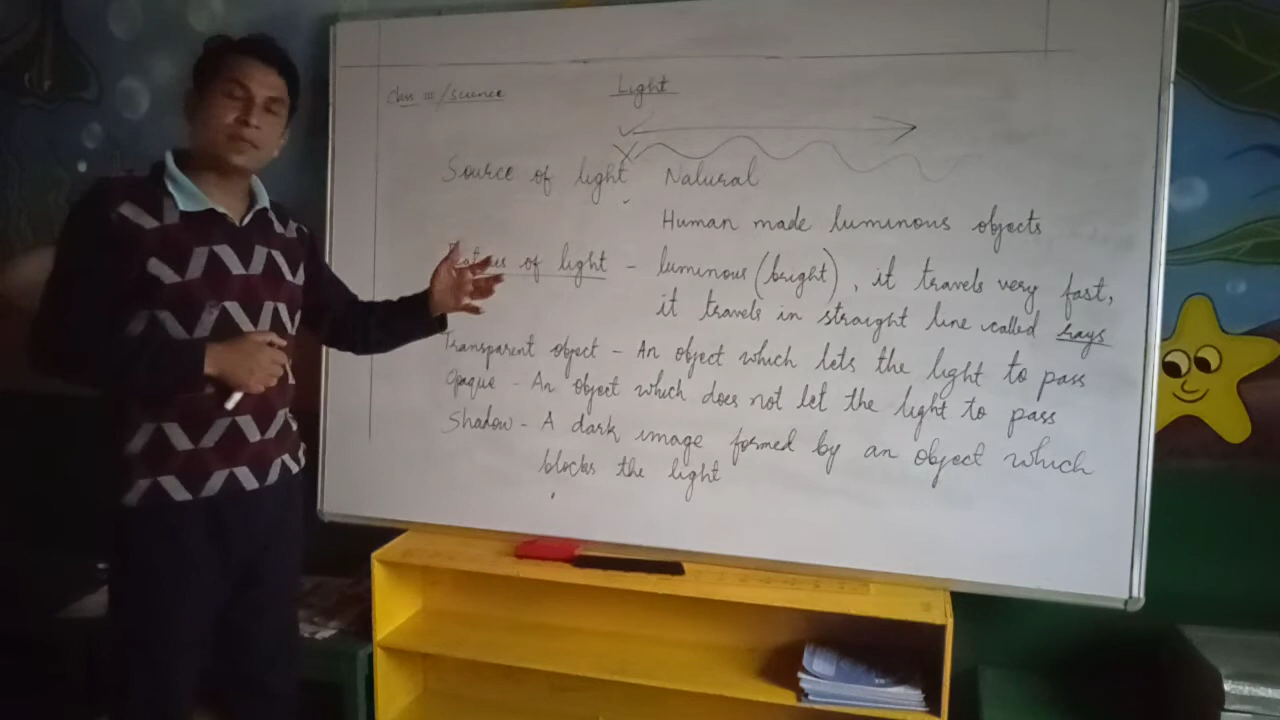 Class III/Science
Light
Source of light Natural
Human made luminous objects
of light - luminous (bright), it travels very fast,
it travels in straight line called rays
Transparent object - An object which lets the light to pass
Opaque - An object which does not let the light to pass
Shadow - A dark image formed by an object which
blocks the light